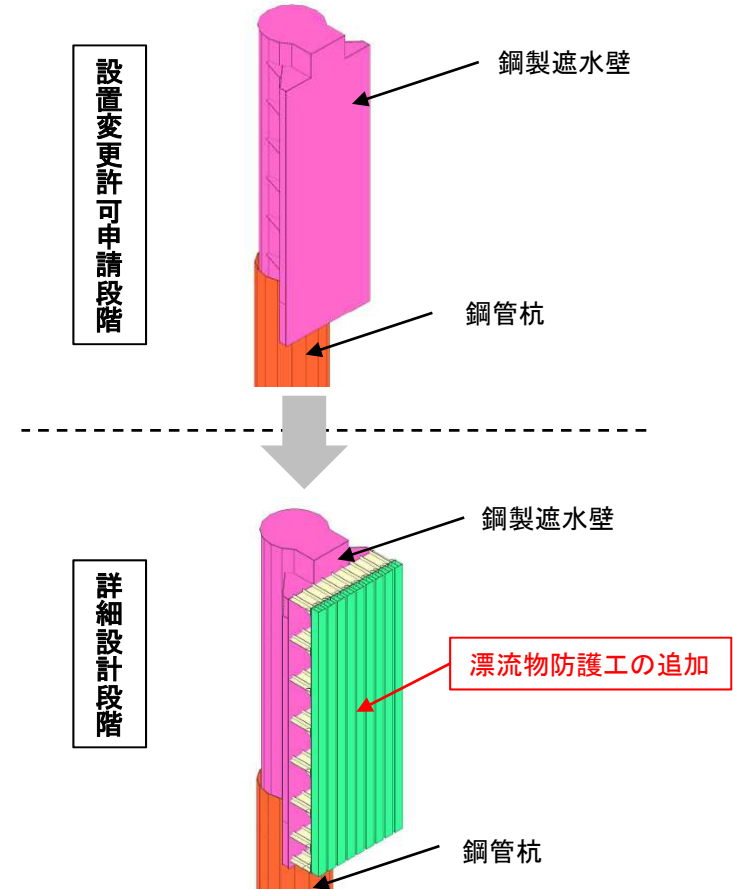 設置変更許可申請段階
鋼製遮水壁
鋼管杭
鋼製遮水壁
詳細設計段階
漂流物防護工の追加
鋼管杭